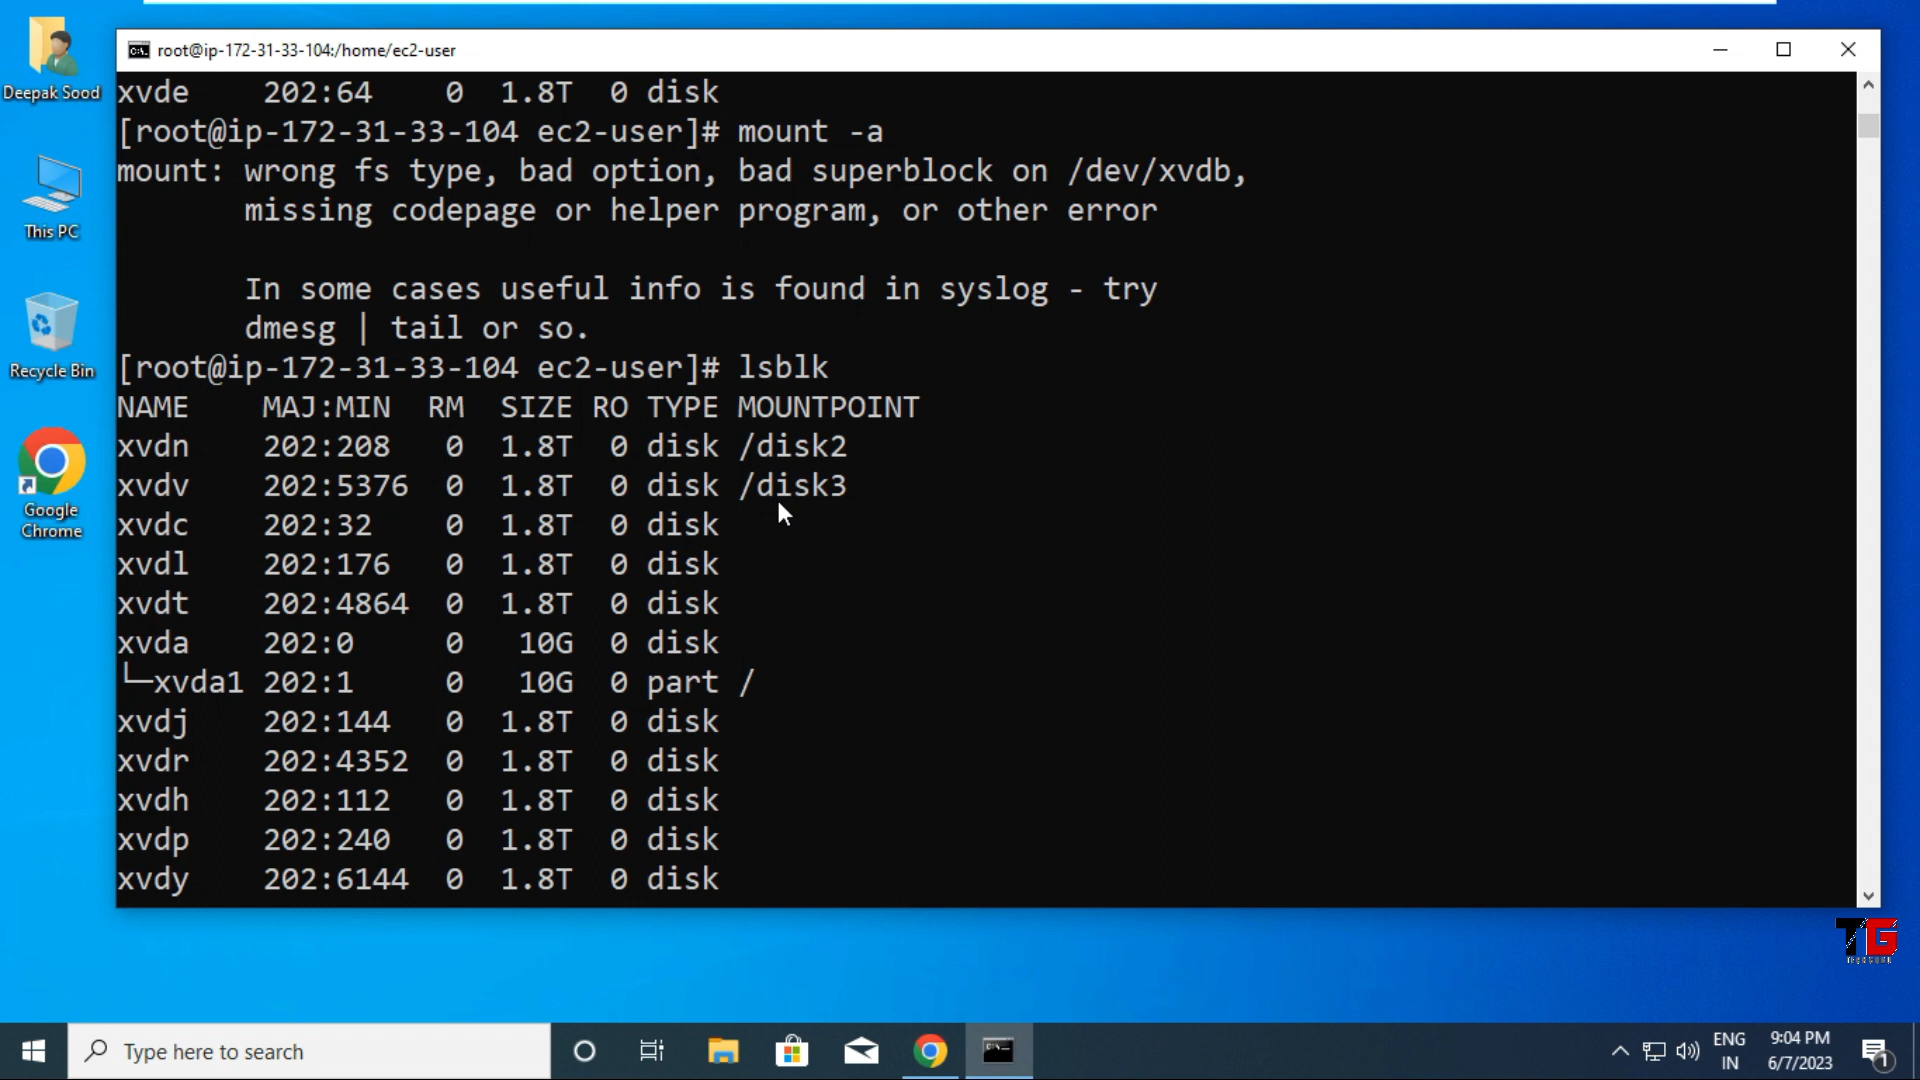 root@ip-172-31-33-104:/home/ec2-user
xvde 202:64 0 1.8T 0 disk
[root@ip-172-31-33-104 ec2-user]# mount -a
mount: wrong fs type, bad option, bad superblock on /dev/xvdb,
missing codepage or helper program, or other error
In some cases useful info is found in syslog - try
dmesg | tail or so.
[root@ip-172-31-33-104 ec2-user]# lsblk
NAME MAJ:MIN RM SIZE RO TYPE MOUNTPOINT
xvdn 202:208 0 1.8T 0 disk /disk2
xvdv 202:5376 0 1.8T 0 disk /disk3
xvdc 202:32 0 1.8T 0 disk
xvdl 202:176 0 1.8T 0 disk
xvdt 202:4864 0 1.8T 0 disk
xvda 202:0 0 10G 0 disk
└─xvda1 202:1 0 10G 0 part /
xvdj 202:144 0 1.8T 0 disk
xvdr 202:4352 0 1.8T 0 disk
xvdh 202:112 0 1.8T 0 disk
xvdp 202:240 0 1.8T 0 disk
xvdy 202:6144 0 1.8T 0 disk
Deepak Sood
This PC
Recycle Bin
Google
Chrome
TG
Type here to search
ENG
IN
9:04 PM
6/7/2023
1